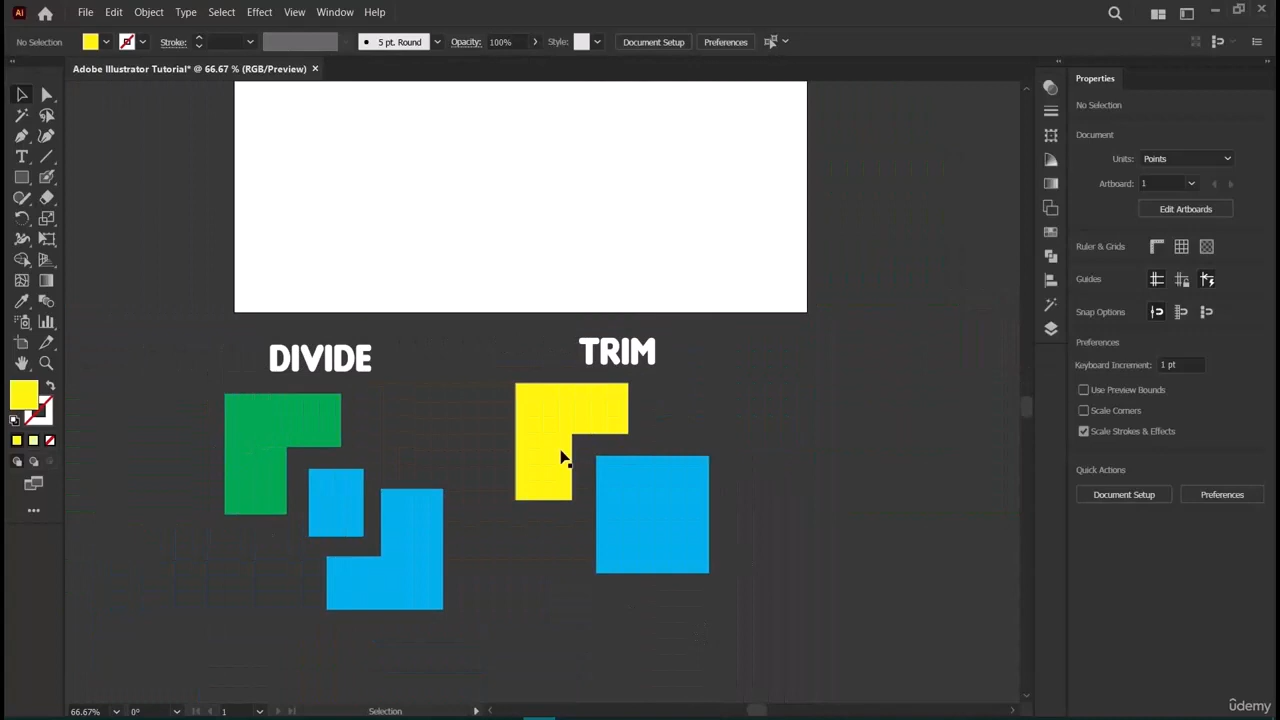 Ai File Edit Object Type Select Effect View Window Help
No Selection Stroke: 5 pt. Round Opacity: 100% Style: Document Setup Preferences
Adobe Illustrator Tutorial* @ 66.67 % (RGB/Preview) ×
Properties
No Selection
Document
Units: Points
Artboard: 1
Edit Artboards
Ruler & Grids
Guides
Snap Options
Preferences
Keyboard Increment: 1 pt
Use Preview Bounds
Scale Corners
Scale Strokes & Effects
Quick Actions
Document Setup Preferences
DIVIDE
TRIM
66.67% 0° 1 Selection
ûdemy